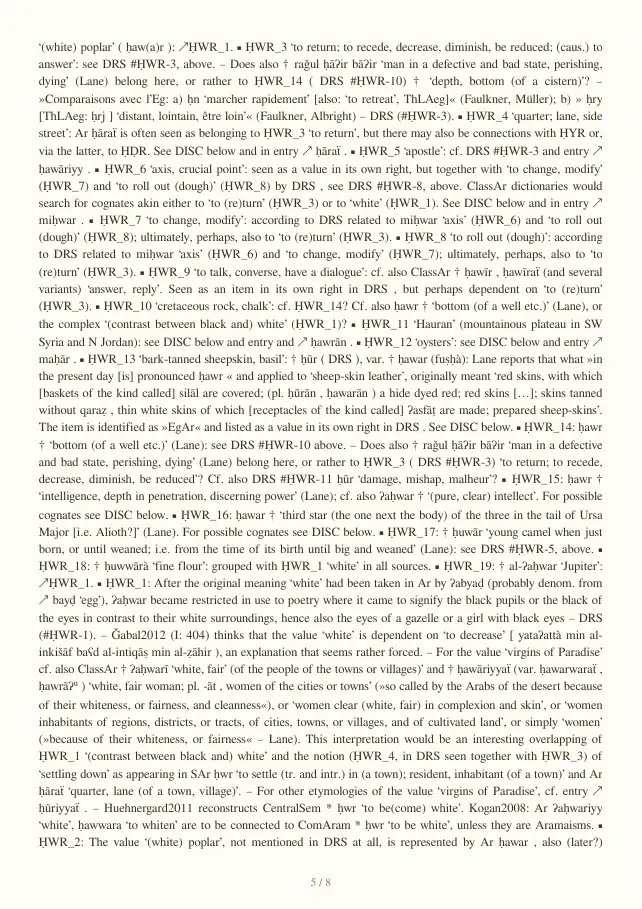 ‘(white) poplar’ ( ḥaw(a)r ): ↗ḤWR_1. ▪ ḤWR_3 ‘to return; to recede, decrease, diminish, be reduced; (caus.) to
answer’: see DRS #ḤWR-3, above. – Does also † raǧul ḥāʔir bāʔir ‘man in a defective and bad state, perishing,
dying’ (Lane) belong here, or rather to ḤWR_14 ( DRS #ḤWR-10) † ‘depth, bottom (of a cistern)’? –
»Comparaisons avec l’Eg: a) ḥn ‘marcher rapidement’ [also: ‘to retreat’, ThLAeg]« (Faulkner, Müller); b) » ḥry
[ThLAeg: ḥrj ] ‘distant, lointain, être loin’« (Faulkner, Albright) – DRS (#ḤWR-3). ▪ ḤWR_4 ‘quarter; lane, side
street’: Ar ḥāraẗ is often seen as belonging to ḤWR_3 ‘to return’, but there may also be connections with ḤYR or,
via the latter, to ḤḌR. See DISC below and in entry ↗ ḥāraẗ . ▪ ḤWR_5 ‘apostle’: cf. DRS #ḤWR-3 and entry ↗
ḥawāriyy . ▪ ḤWR_6 ‘axis, crucial point’: seen as a value in its own right, but together with ‘to change, modify’
(ḤWR_7) and ‘to roll out (dough)’ (ḤWR_8) by DRS , see DRS #ḤWR-8, above. ClassAr dictionaries would
search for cognates akin either to ‘to (re)turn’ (ḤWR_3) or to ‘white’ (ḤWR_1). See DISC below and in entry ↗
miḥwar . ▪ ḤWR_7 ‘to change, modify’: according to DRS related to miḥwar ‘axis’ (ḤWR_6) and ‘to roll out
(dough)’ (ḤWR_8); ultimately, perhaps, also to ‘to (re)turn’ (ḤWR_3). ▪ ḤWR_8 ‘to roll out (dough)’: according
to DRS related to miḥwar ‘axis’ (ḤWR_6) and ‘to change, modify’ (ḤWR_7); ultimately, perhaps, also to ‘to
(re)turn’ (ḤWR_3). ▪ ḤWR_9 ‘to talk, converse, have a dialogue’: cf. also ClassAr † ḥawīr , ḥawīraẗ (and several
variants) ‘answer, reply’. Seen as an item in its own right in DRS , but perhaps dependent on ‘to (re)turn’
(ḤWR_3). ▪ ḤWR_10 ‘cretaceous rock, chalk’: cf. ḤWR_14? Cf. also ḥawr † ‘bottom (of a well etc.)’ (Lane), or
the complex ‘(contrast between black and) white’ (ḤWR_1)? ▪ ḤWR_11 ‘Hauran’ (mountainous plateau in SW
Syria and N Jordan): see DISC below and entry and ↗ ḥawrān . ▪ ḤWR_12 ‘oysters’: see DISC below and entry ↗
maḥār . ▪ ḤWR_13 ‘bark-tanned sheepskin, basil’: † ḥūr ( DRS ), var. † ḥawar (fuṣḥà): Lane reports that what »in
the present day [is] pronounced ḥawr « and applied to ‘sheep-skin leather’, originally meant ‘red skins, with which
[baskets of the kind called] silāl are covered; (pl. ḥūrān , ḥawarān ) a hide dyed red; red skins […]; skins tanned
without qaraẓ , thin white skins of which [receptacles of the kind called] ʔasfāṭ are made; prepared sheep-skins’.
The item is identified as »EgAr« and listed as a value in its own right in DRS . See DISC below. ▪ ḤWR_14: ḥawr
† ‘bottom (of a well etc.)’ (Lane): see DRS #ḤWR-10 above. – Does also † raǧul ḥāʔir bāʔir ‘man in a defective
and bad state, perishing, dying’ (Lane) belong here, or rather to ḤWR_3 ( DRS #ḤWR-3) ‘to return; to recede,
decrease, diminish, be reduced’? Cf. also DRS #ḤWR-11 ḥūr ‘damage, mishap, malheur’? ▪ ḤWR_15: ḥawr †
‘intelligence, depth in penetration, discerning power’ (Lane); cf. also ʔaḥwar † ‘(pure, clear) intellect’. For possible
cognates see DISC below. ▪ ḤWR_16: ḥawar † ‘third star (the one next the body) of the three in the tail of Ursa
Major [i.e. Alioth?]’ (Lane). For possible cognates see DISC below. ▪ ḤWR_17: † ḥuwār ‘young camel when just
born, or until weaned; i.e. from the time of its birth until big and weaned’ (Lane): see DRS #ḤWR-5, above. ▪
ḤWR_18: † ḥuwwārà ‘fine flour’: grouped with ḤWR_1 ‘white’ in all sources. ▪ ḤWR_19: † al-ʔaḥwar ‘Jupiter’:
↗ḤWR_1. ▪ ḤWR_1: After the original meaning ‘white’ had been taken in Ar by ʔabyaḍ (probably denom. from
↗ bayḍ ‘egg’), ʔaḥwar became restricted in use to poetry where it came to signify the black pupils or the black of
the eyes in contrast to their white surroundings, hence also the eyes of a gazelle or a girl with black eyes – DRS
(#ḤWR-1). – Ǧabal2012 (I: 404) thinks that the value ‘white’ is dependent on ‘to decrease’ [ yataʔattà min al-
inkišāf baʕd al-intiqāṣ min al-ẓāhir ), an explanation that seems rather forced. – For the value ‘virgins of Paradise’
cf. also ClassAr † ʔaḥwarī ‘white, fair’ (of the people of the towns or villages)’ and † ḥawāriyyaẗ (var. ḥawarwaraẗ ,
ḥawrāʔᵘ ) ‘white, fair woman; pl. -āt , women of the cities or towns’ (»so called by the Arabs of the desert because
of their whiteness, or fairness, and cleanness«), or ‘women clear (white, fair) in complexion and skin’, or ‘women
inhabitants of regions, districts, or tracts, of cities, towns, or villages, and of cultivated land’, or simply ‘women’
(»because of their whiteness, or fairness« – Lane). This interpretation would be an interesting overlapping of
ḤWR_1 ‘(contrast between black and) white’ and the notion (ḤWR_4, in DRS seen together with ḤWR_3) of
‘settling down’ as appearing in SAr ḥwr ‘to settle (tr. and intr.) in (a town); resident, inhabitant (of a town)’ and Ar
ḥāraẗ ‘quarter, lane (of a town, village)’. – For other etymologies of the value ‘virgins of Paradise’, cf. entry ↗
ḥūriyyaẗ . – Huehnergard2011 reconstructs CentralSem * ḥwr ‘to be(come) white’. Kogan2008: Ar ʔaḥwariyy
‘white’, ḥawwara ‘to whiten’ are to be connected to ComAram * ḥwr ‘to be white’, unless they are Aramaisms. ▪
ḤWR_2: The value ‘(white) poplar’, not mentioned in DRS at all, is represented by Ar ḥawar , also (later?)
5 / 8